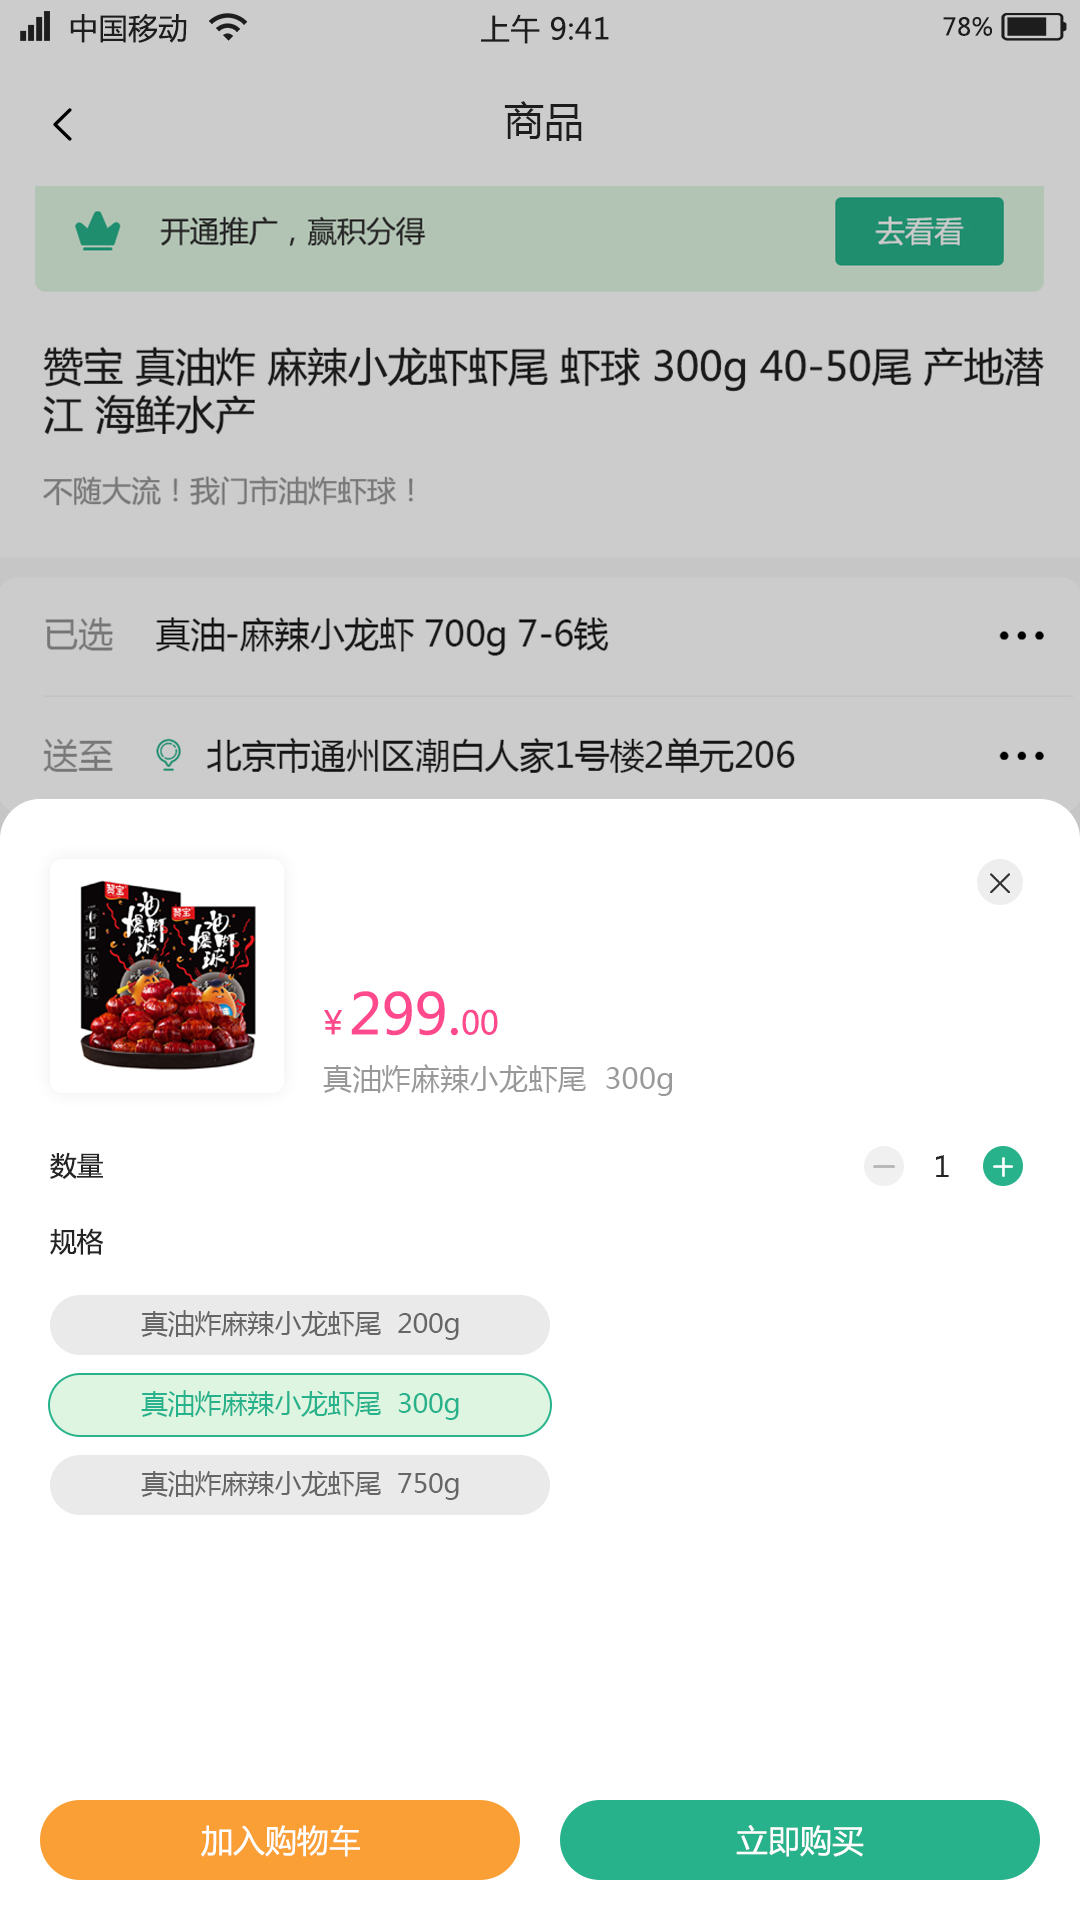 中国移动
上午 9:41
78%
商品
开通推广，赢积分得
去看看
赞宝 真油炸 麻辣小龙虾虾尾 虾球 300g 40-50尾 产地潜
江 海鲜水产
不随大流！我门市油炸虾球！
已选 真油-麻辣小龙虾 700g 7-6钱
送至 北京市通州区潮白人家1号楼2单元206
赞宝
赞宝
油爆虾球
油爆虾球
¥299.00
真油炸麻辣小龙虾尾 300g
数量
1
规格
真油炸麻辣小龙虾尾 200g
真油炸麻辣小龙虾尾 300g
真油炸麻辣小龙虾尾 750g
加入购物车
立即购买